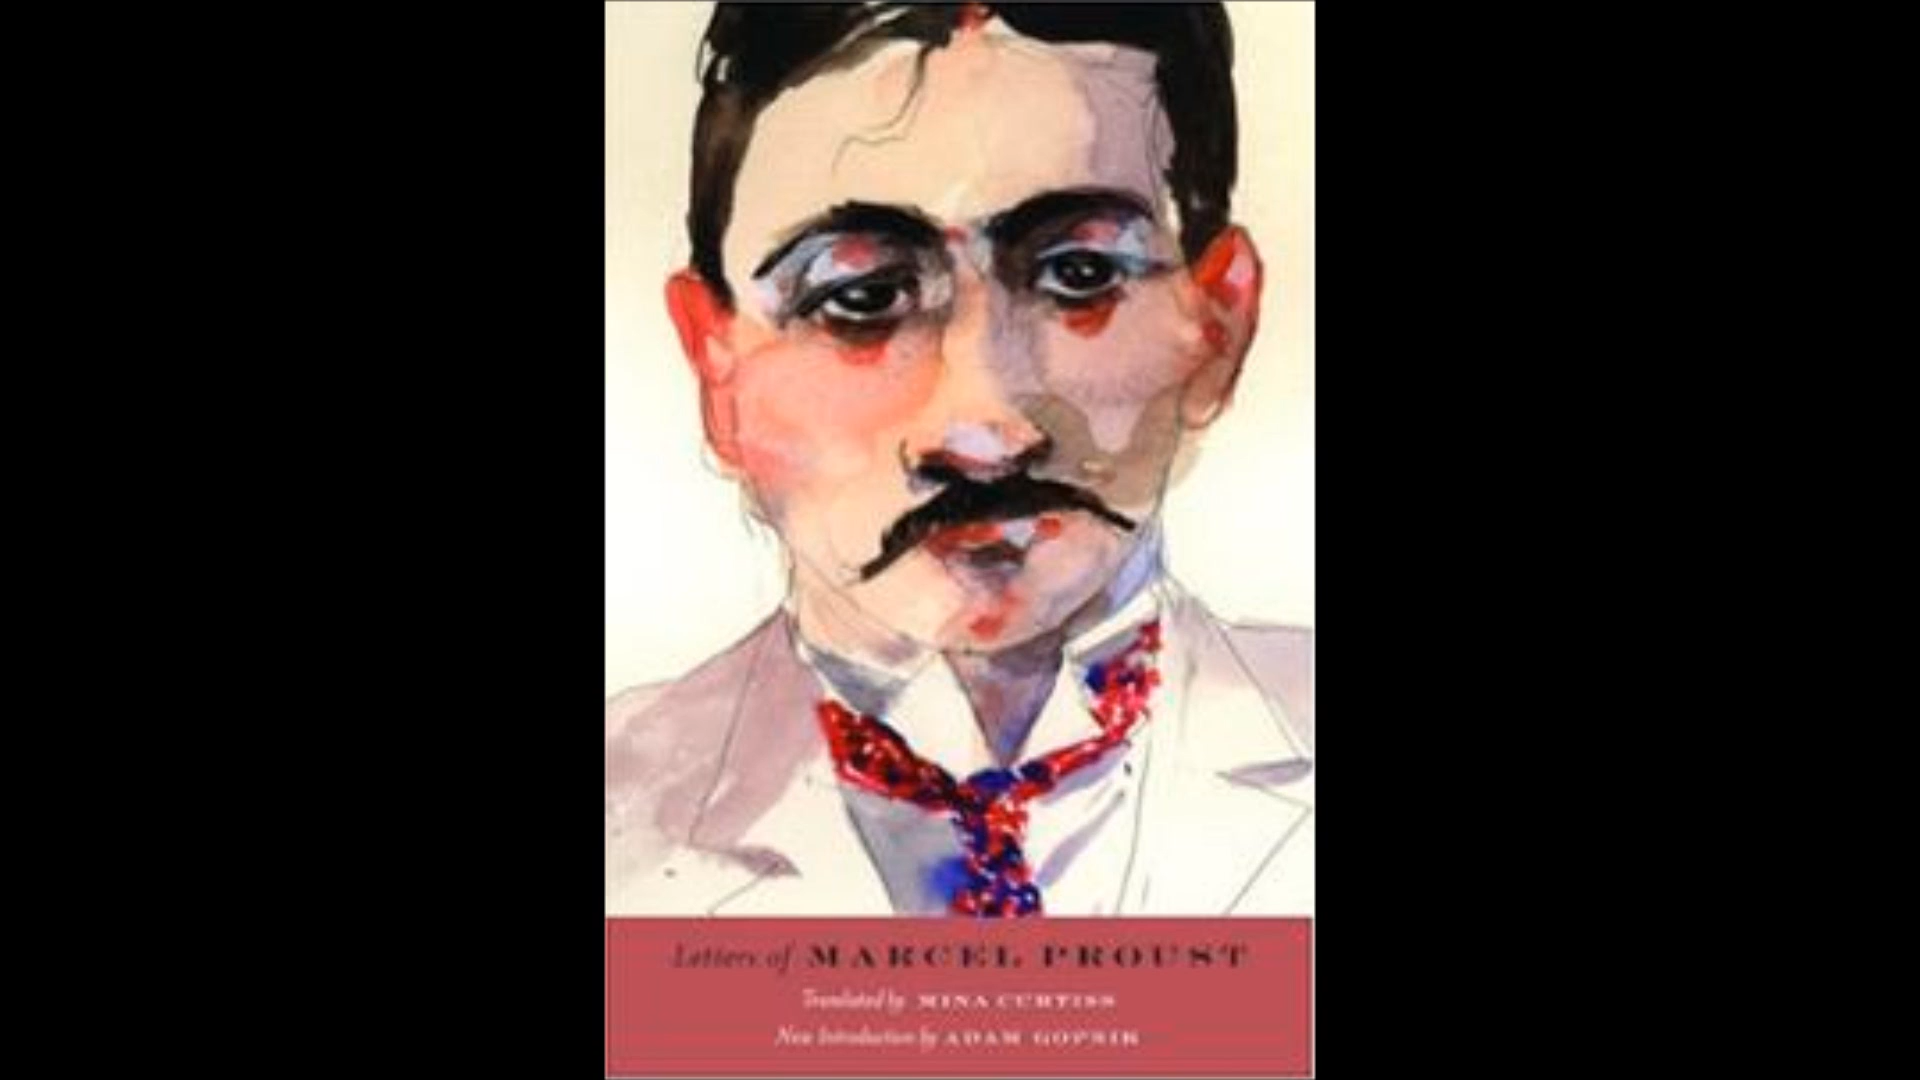 Letters of MARCEL PROUST
Translated by MINA CURTISS
New Introduction by ADAM GOPNIK